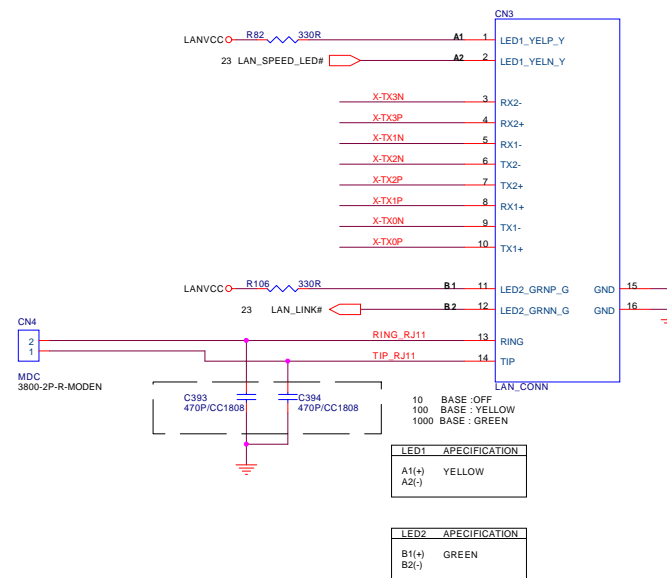 CN3
R82 330R
LANVCC A1 1 LED1_YELP_Y
23 LAN_SPEED_LED# A2 2 LED1_YELN_Y
X-TX3N 3 RX2-
X-TX3P 4 RX2+
X-TX1N 5 RX1-
X-TX2N 6 TX2-
X-TX2P 7 TX2+
X-TX1P 8 RX1+
X-TX0N 9 TX1-
X-TX0P 10 TX1+
R106 330R
LANVCC B1 11 LED2_GRNP_G GND 15
23 LAN_LINK# B2 12 LED2_GRNN_G GND 16
CN4
2 RING_RJ11 13 RING
1 TIP_RJ11 14 TIP
MDC
3800-2P-R-MODEN
LAN_CONN
C393 C394
470P/CC1808 470P/CC1808
10 BASE :OFF
100 BASE : YELLOW
1000 BASE : GREEN
LED1 APECIFICATION
A1(+) YELLOW
A2(-)
LED2 APECIFICATION
B1(+) GREEN
B2(-)